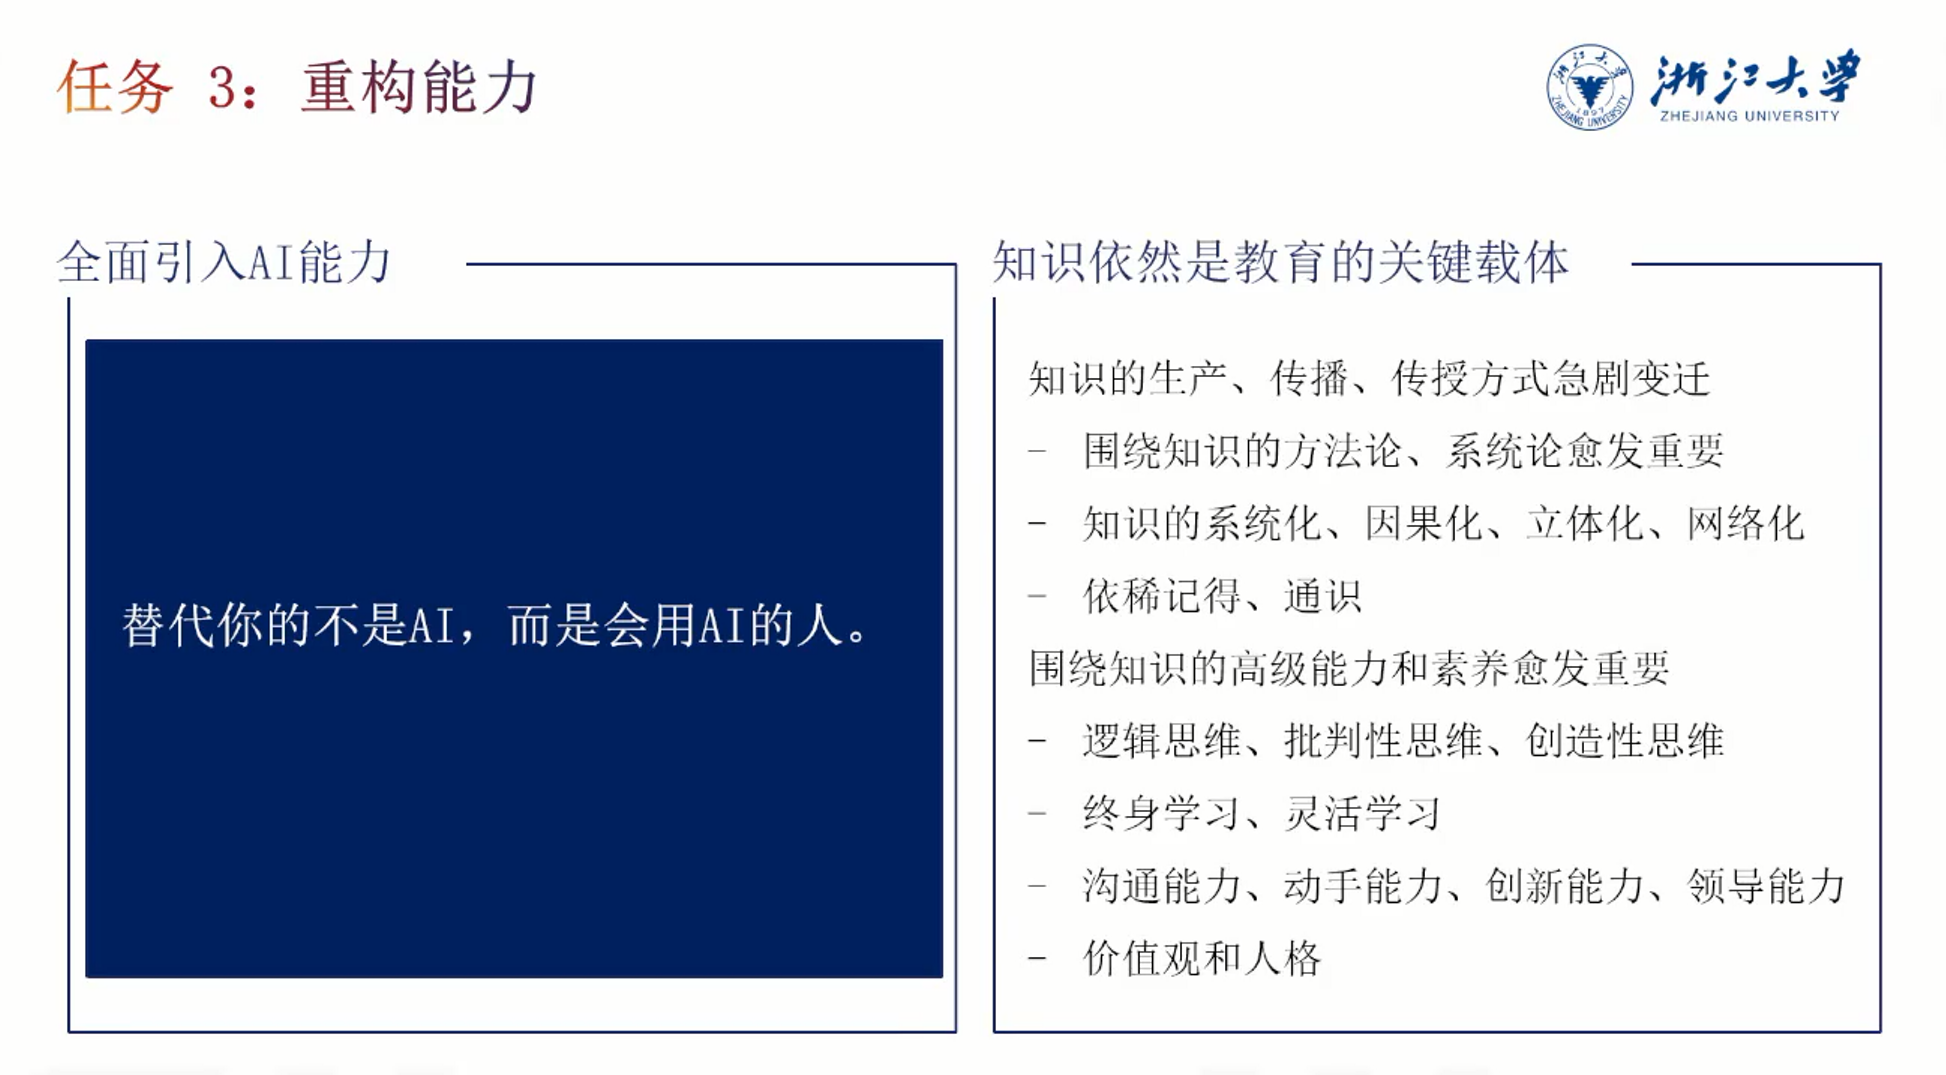 任务 3：重构能力
浙江大学
ZHEJIANG UNIVERSITY
浙江大学
1897
ZHEJIANG UNIVERSITY
全面引入AI能力
替代你的不是AI，而是会用AI的人。
知识依然是教育的关键载体
知识的生产、传播、传授方式急剧变迁
– 围绕知识的方法论、系统论愈发重要
– 知识的系统化、因果化、立体化、网络化
– 依稀记得、通识
围绕知识的高级能力和素养愈发重要
– 逻辑思维、批判性思维、创造性思维
– 终身学习、灵活学习
– 沟通能力、动手能力、创新能力、领导能力
– 价值观和人格